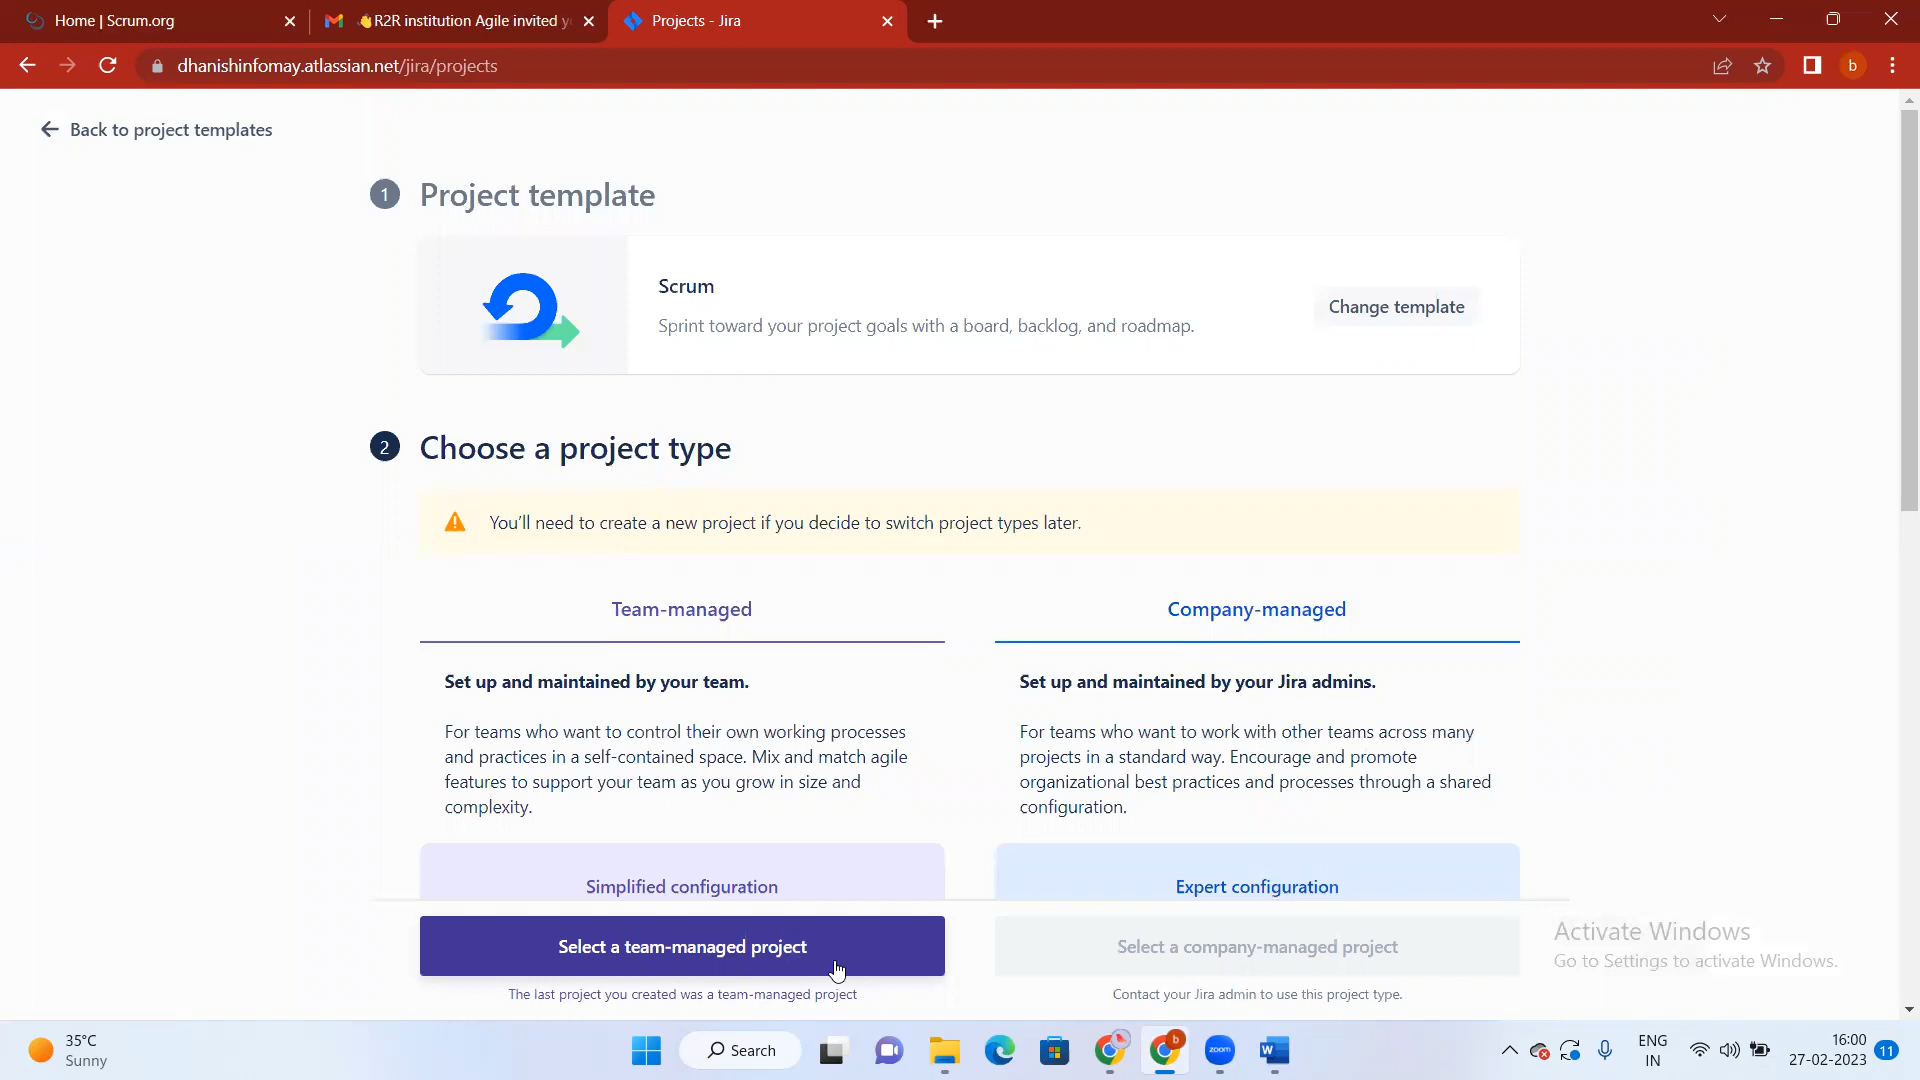 Home | Scrum.org
👋R2R institution Agile invited y
Projects - Jira
dhanishinfomay.atlassian.net/jira/projects
b
Back to project templates
1 Project template
Scrum
Sprint toward your project goals with a board, backlog, and roadmap.
Change template
2 Choose a project type
You'll need to create a new project if you decide to switch project types later.
Team-managed
Set up and maintained by your team.
For teams who want to control their own working processes
and practices in a self-contained space. Mix and match agile
features to support your team as you grow in size and
complexity.
Simplified configuration
Select a team-managed project
The last project you created was a team-managed project
Company-managed
Set up and maintained by your Jira admins.
For teams who want to work with other teams across many
projects in a standard way. Encourage and promote
organizational best practices and processes through a shared
configuration.
Expert configuration
Select a company-managed project
Contact your Jira admin to use this project type.
Activate Windows
Go to Settings to activate Windows.
35°C
Sunny
Search
b
zoom
W
ENG
IN
16:00
27-02-2023
11